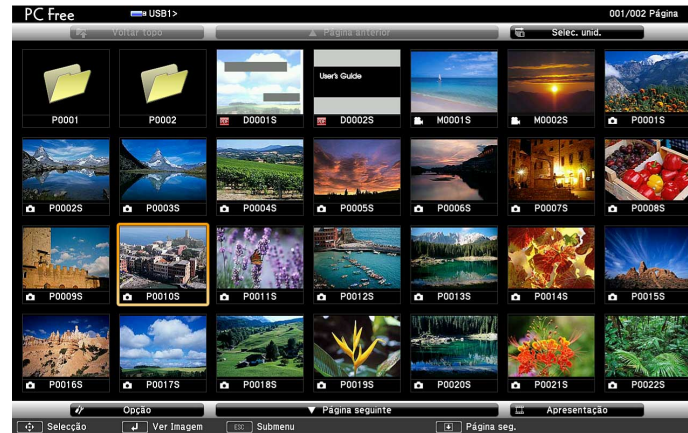 PC Free USB1> 001/002 Página
Voltar topo Página anterior Selec. unid.
User's Guide
P0001 P0002 D0001S D0002S M0001S M0002S P0001S
P0002S P0003S P0004S P0005S P0006S P0007S P0008S
P0009S P0010S P0011S P0012S P0013S P0014S P0015S
P0016S P0017S P0018S P0019S P0020S P0021S P0022S
Opção Página seguinte Apresentação
Selecção Ver Imagem ESC Submenu Página seg.